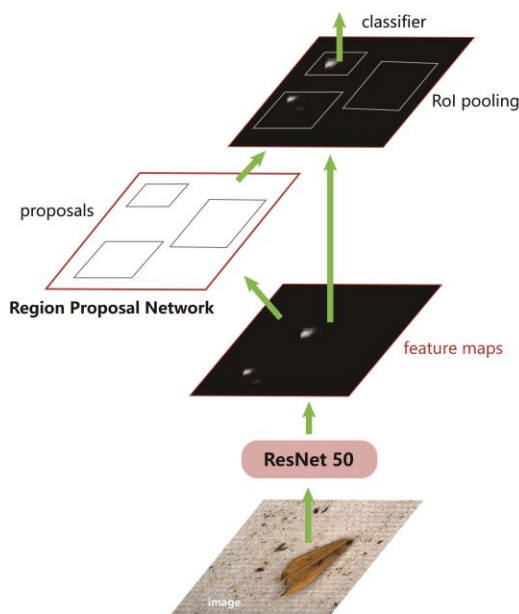 classifier
RoI pooling
proposals
Region Proposal Network
feature maps
ResNet 50
image